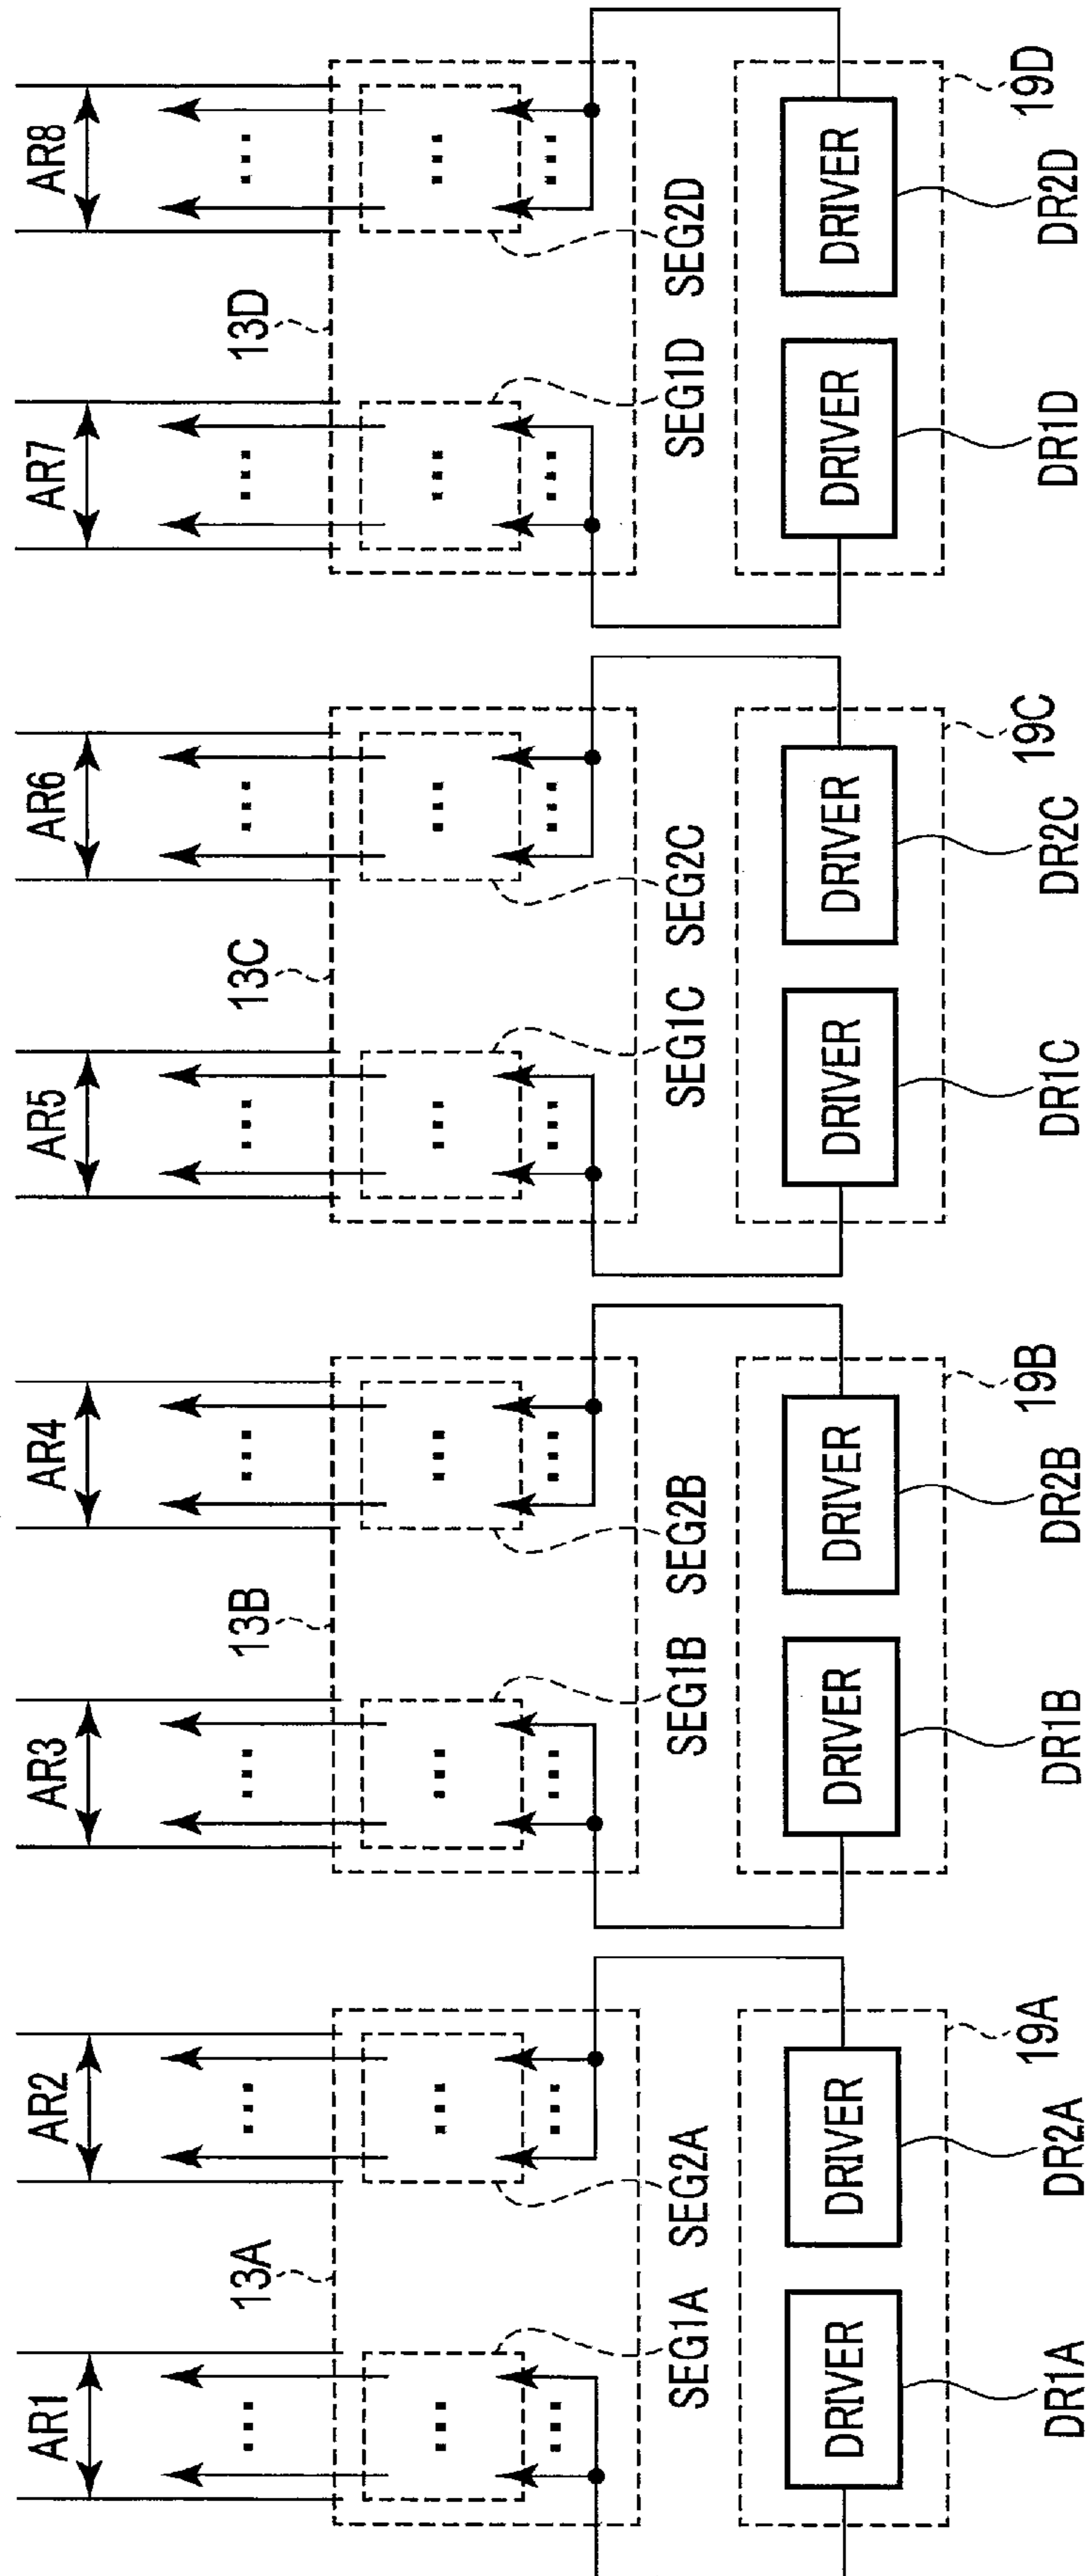 AR1
AR2
AR3
AR4
AR5
AR6
AR7
AR8
13A
13B
13C
13D
SEG1A
SEG2A
SEG1B
SEG2B
SEG1C
SEG2C
SEG1D
SEG2D
DRIVER
DRIVER
DRIVER
DRIVER
DRIVER
DRIVER
DRIVER
DRIVER
19A
19B
19C
19D
DR1A
DR2A
DR1B
DR2B
DR1C
DR2C
DR1D
DR2D